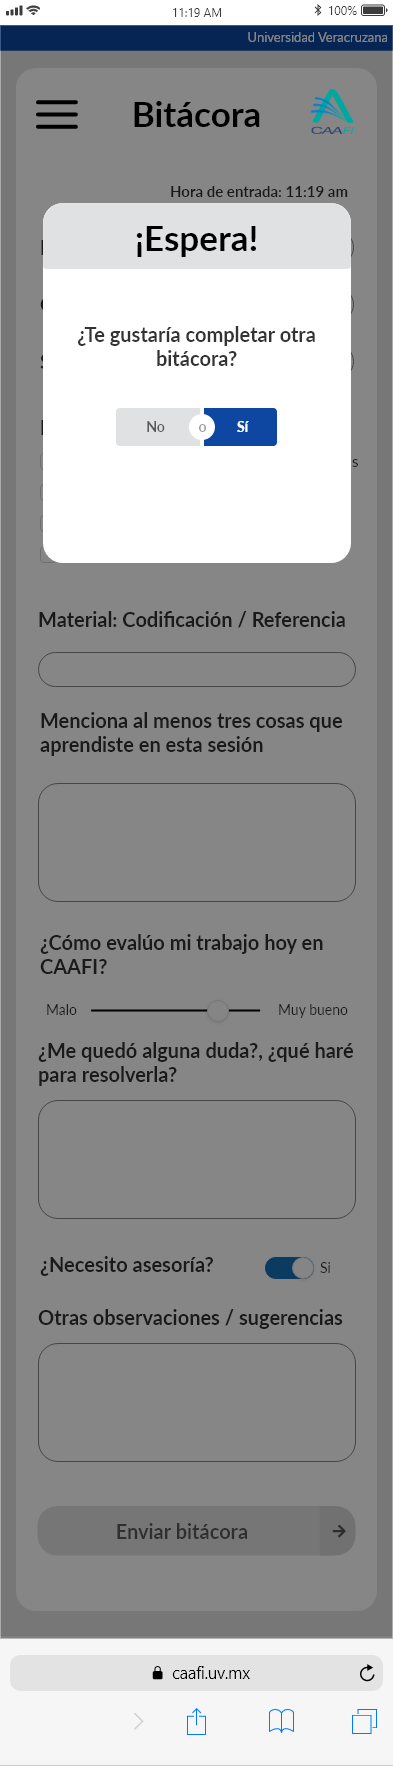 11:19 AM
100%
Universidad Veracruzana
Bitácora
CAAFI
Hora de entrada: 11:19 am
¡Espera!
¿Te gustaría completar otra
bitácora?
No
o
Sí
s
Material: Codificación / Referencia
Menciona al menos tres cosas que
aprendiste en esta sesión
¿Cómo evalúo mi trabajo hoy en
CAAFI?
Malo
Muy bueno
¿Me quedó alguna duda?, ¿qué haré
para resolverla?
¿Necesito asesoría?
Si
Otras observaciones / sugerencias
Enviar bitácora
caafi.uv.mx